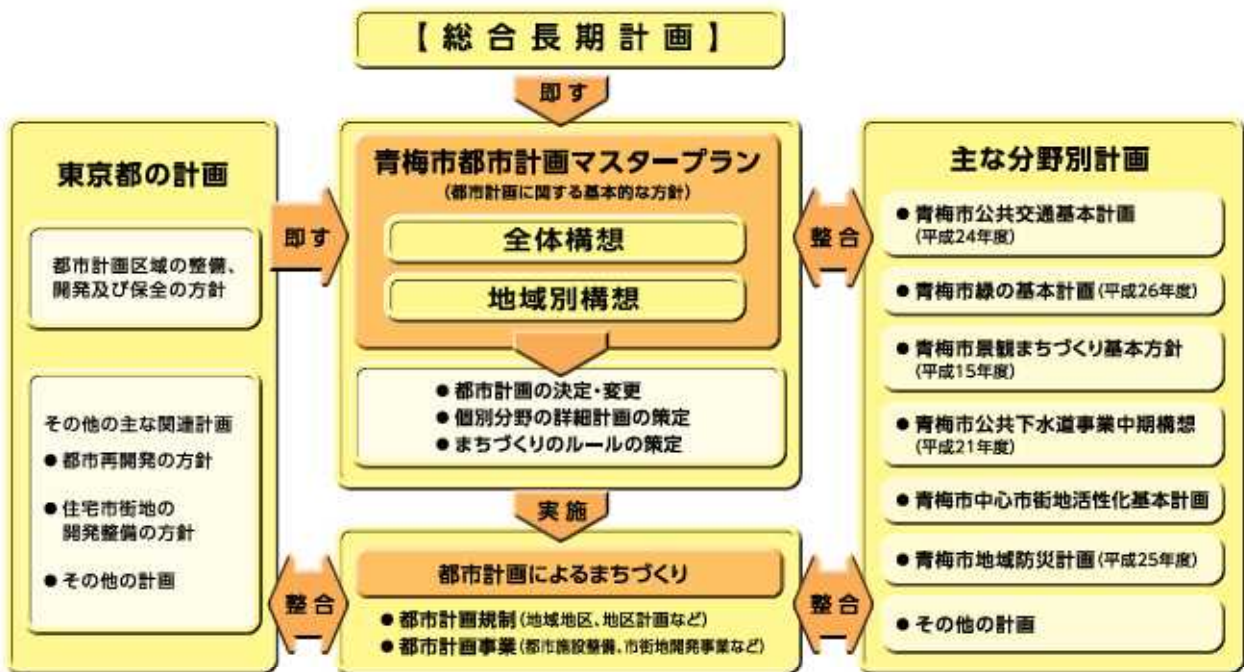 【総合長期計画】
即す
東京都の計画
都市計画区域の整備、
開発及び保全の方針
その他の主な関連計画
● 都市再開発の方針
● 住宅市街地の
開発整備の方針
● その他の計画
即す
青梅市都市計画マスタープラン
(都市計画に関する基本的な方針)
全体構想
地域別構想
● 都市計画の決定・変更
● 個別分野の詳細計画の策定
● まちづくりのルールの策定
実施
整合
都市計画によるまちづくり
● 都市計画規制(地域地区、地区計画など)
● 都市計画事業(都市施設整備、市街地開発事業など)
整合
整合
主な分野別計画
● 青梅市公共交通基本計画
(平成24年度)
● 青梅市緑の基本計画(平成26年度)
● 青梅市景観まちづくり基本方針
(平成15年度)
● 青梅市公共下水道事業中期構想
(平成21年度)
● 青梅市中心市街地活性化基本計画
● 青梅市地域防災計画(平成25年度)
● その他の計画